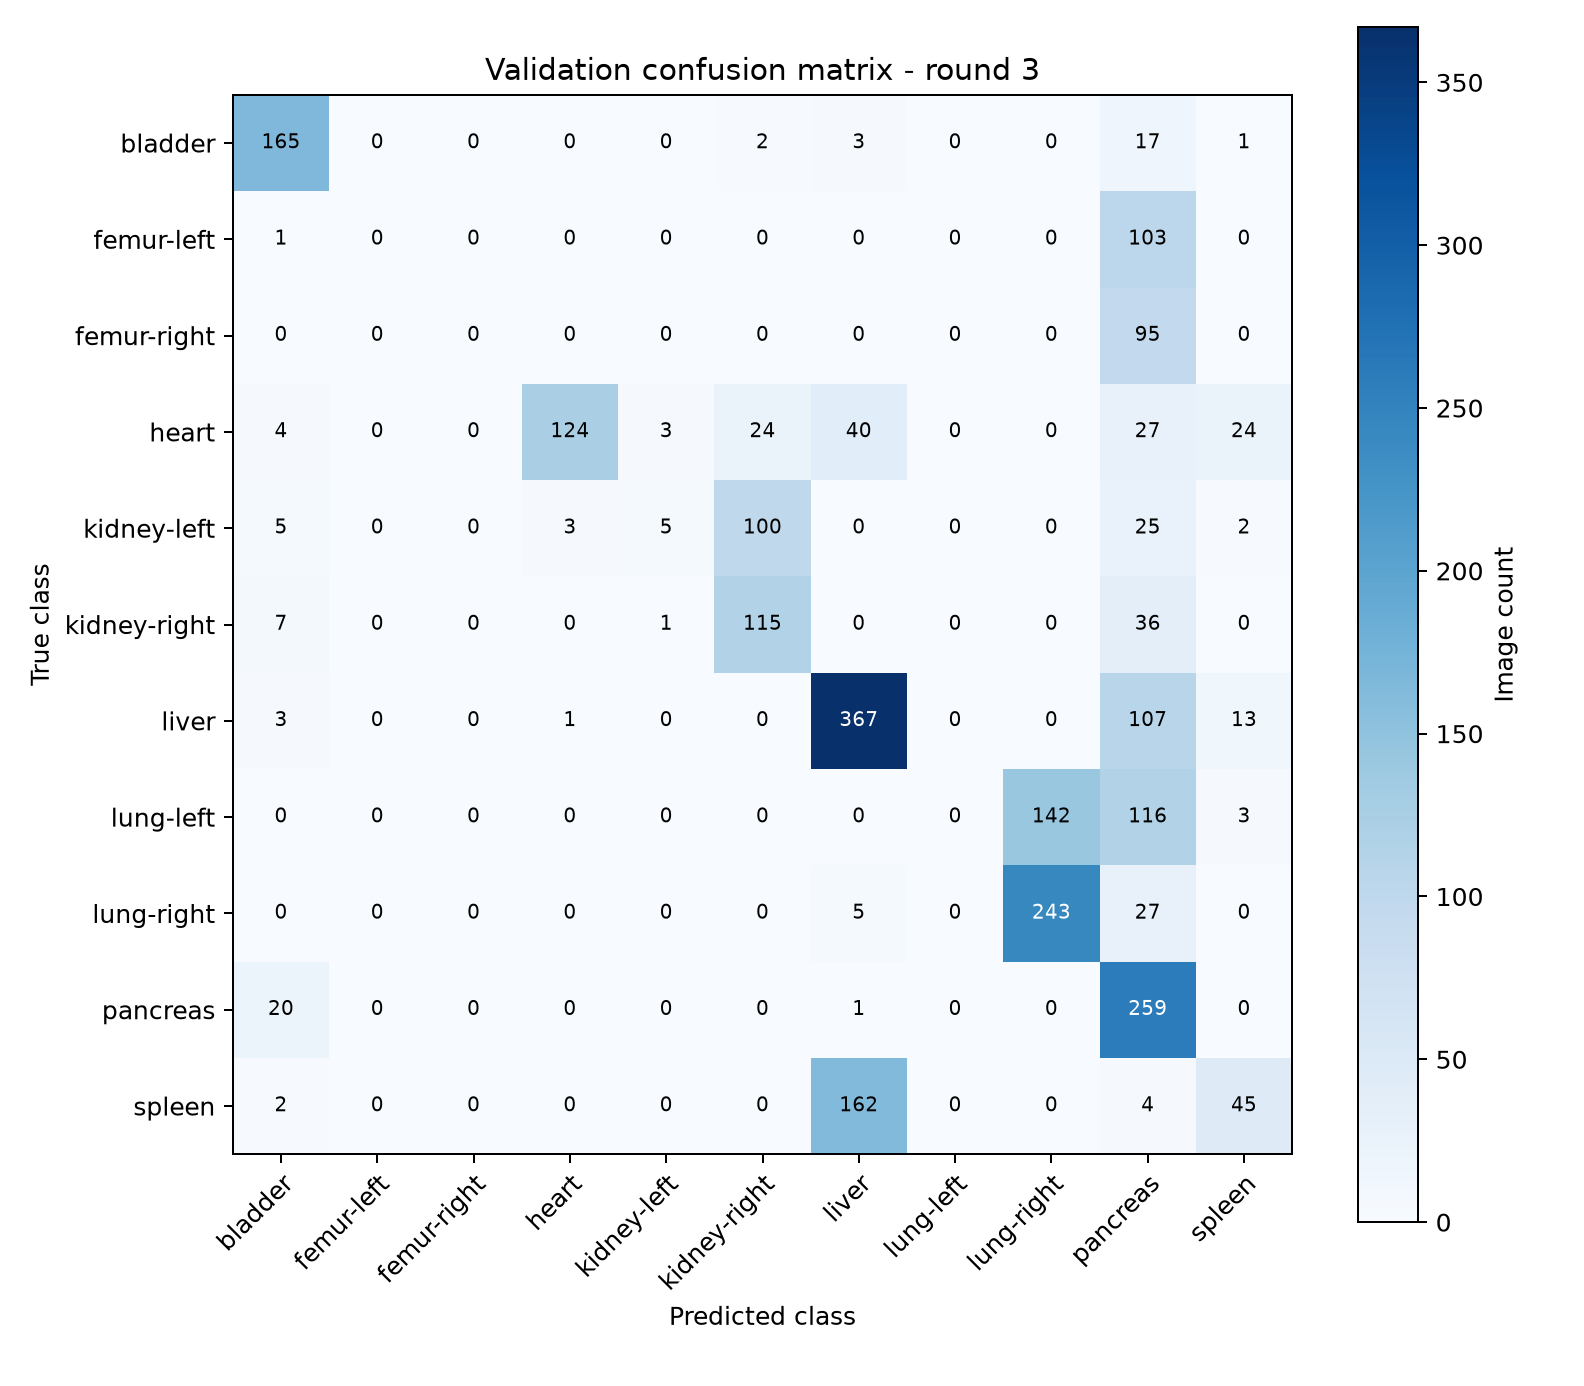 Validation confusion matrix - round 3
bladder 165 0 0 0 0 2 3 0 0 17 1
femur-left 1 0 0 0 0 0 0 0 0 103 0
femur-right 0 0 0 0 0 0 0 0 0 95 0
heart 4 0 0 124 3 24 40 0 0 27 24
kidney-left 5 0 0 3 5 100 0 0 0 25 2
kidney-right 7 0 0 0 1 115 0 0 0 36 0
liver 3 0 0 1 0 0 367 0 0 107 13
lung-left 0 0 0 0 0 0 0 0 142 116 3
lung-right 0 0 0 0 0 0 5 0 243 27 0
pancreas 20 0 0 0 0 0 1 0 0 259 0
spleen 2 0 0 0 0 0 162 0 0 4 45
True class
bladder femur-left femur-right heart kidney-left kidney-right liver lung-left lung-right pancreas spleen
Predicted class
350
300
250
200
150
100
50
0
Image count